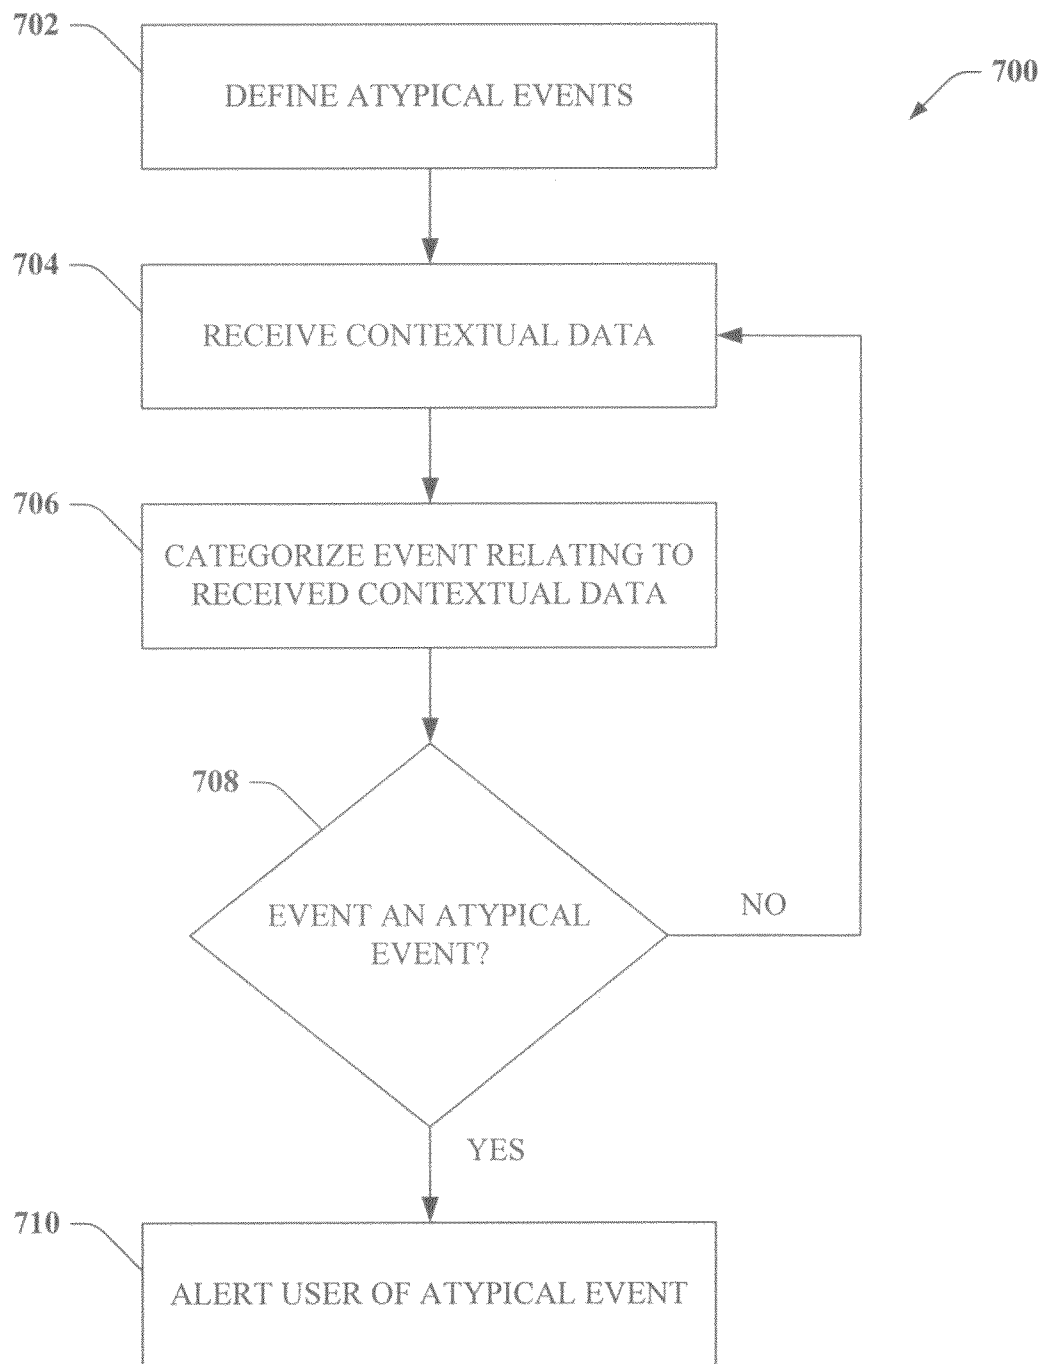 702
DEFINE ATYPICAL EVENTS
700
704
RECEIVE CONTEXTUAL DATA
706
CATEGORIZE EVENT RELATING TO
RECEIVED CONTEXTUAL DATA
708
EVENT AN ATYPICAL
EVENT?
NO
YES
710
ALERT USER OF ATYPICAL EVENT